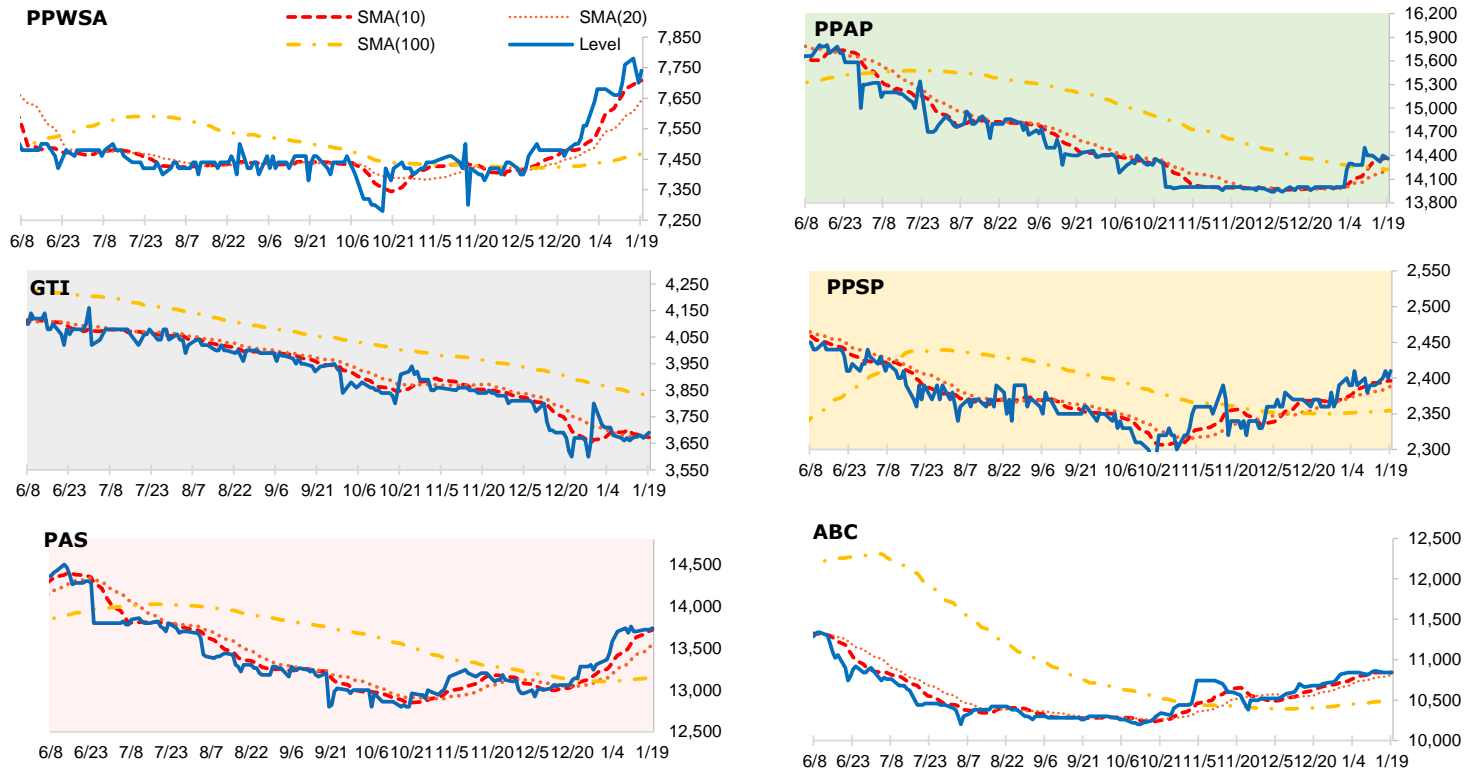 PPWSA
SMA(10)
SMA(20)
SMA(100)
Level
7,850
7,750
7,650
7,550
7,450
7,350
7,250
6/8 6/23 7/8 7/23 8/7 8/22 9/6 9/21 10/6 10/21 11/5 11/20 12/5 12/20 1/4 1/19
PPAP
16,200
15,900
15,600
15,300
15,000
14,700
14,400
14,100
13,800
6/8 6/23 7/8 7/23 8/7 8/22 9/6 9/21 10/6 10/21 11/5 11/20 12/5 12/20 1/4 1/19
GTI
4,250
4,150
4,050
3,950
3,850
3,750
3,650
3,550
6/8 6/23 7/8 7/23 8/7 8/22 9/6 9/21 10/6 10/21 11/5 11/20 12/5 12/20 1/4 1/19
PPSP
2,550
2,500
2,450
2,400
2,350
2,300
6/8 6/23 7/8 7/23 8/7 8/22 9/6 9/21 10/6 10/21 11/5 11/20 12/5 12/20 1/4 1/19
PAS
14,500
14,000
13,500
13,000
12,500
6/8 6/23 7/8 7/23 8/7 8/22 9/6 9/21 10/6 10/21 11/5 11/20 12/5 12/20 1/4 1/19
ABC
12,500
12,000
11,500
11,000
10,500
10,000
6/8 6/23 7/8 7/23 8/7 8/22 9/6 9/21 10/6 10/21 11/5 11/20 12/5 12/20 1/4 1/19